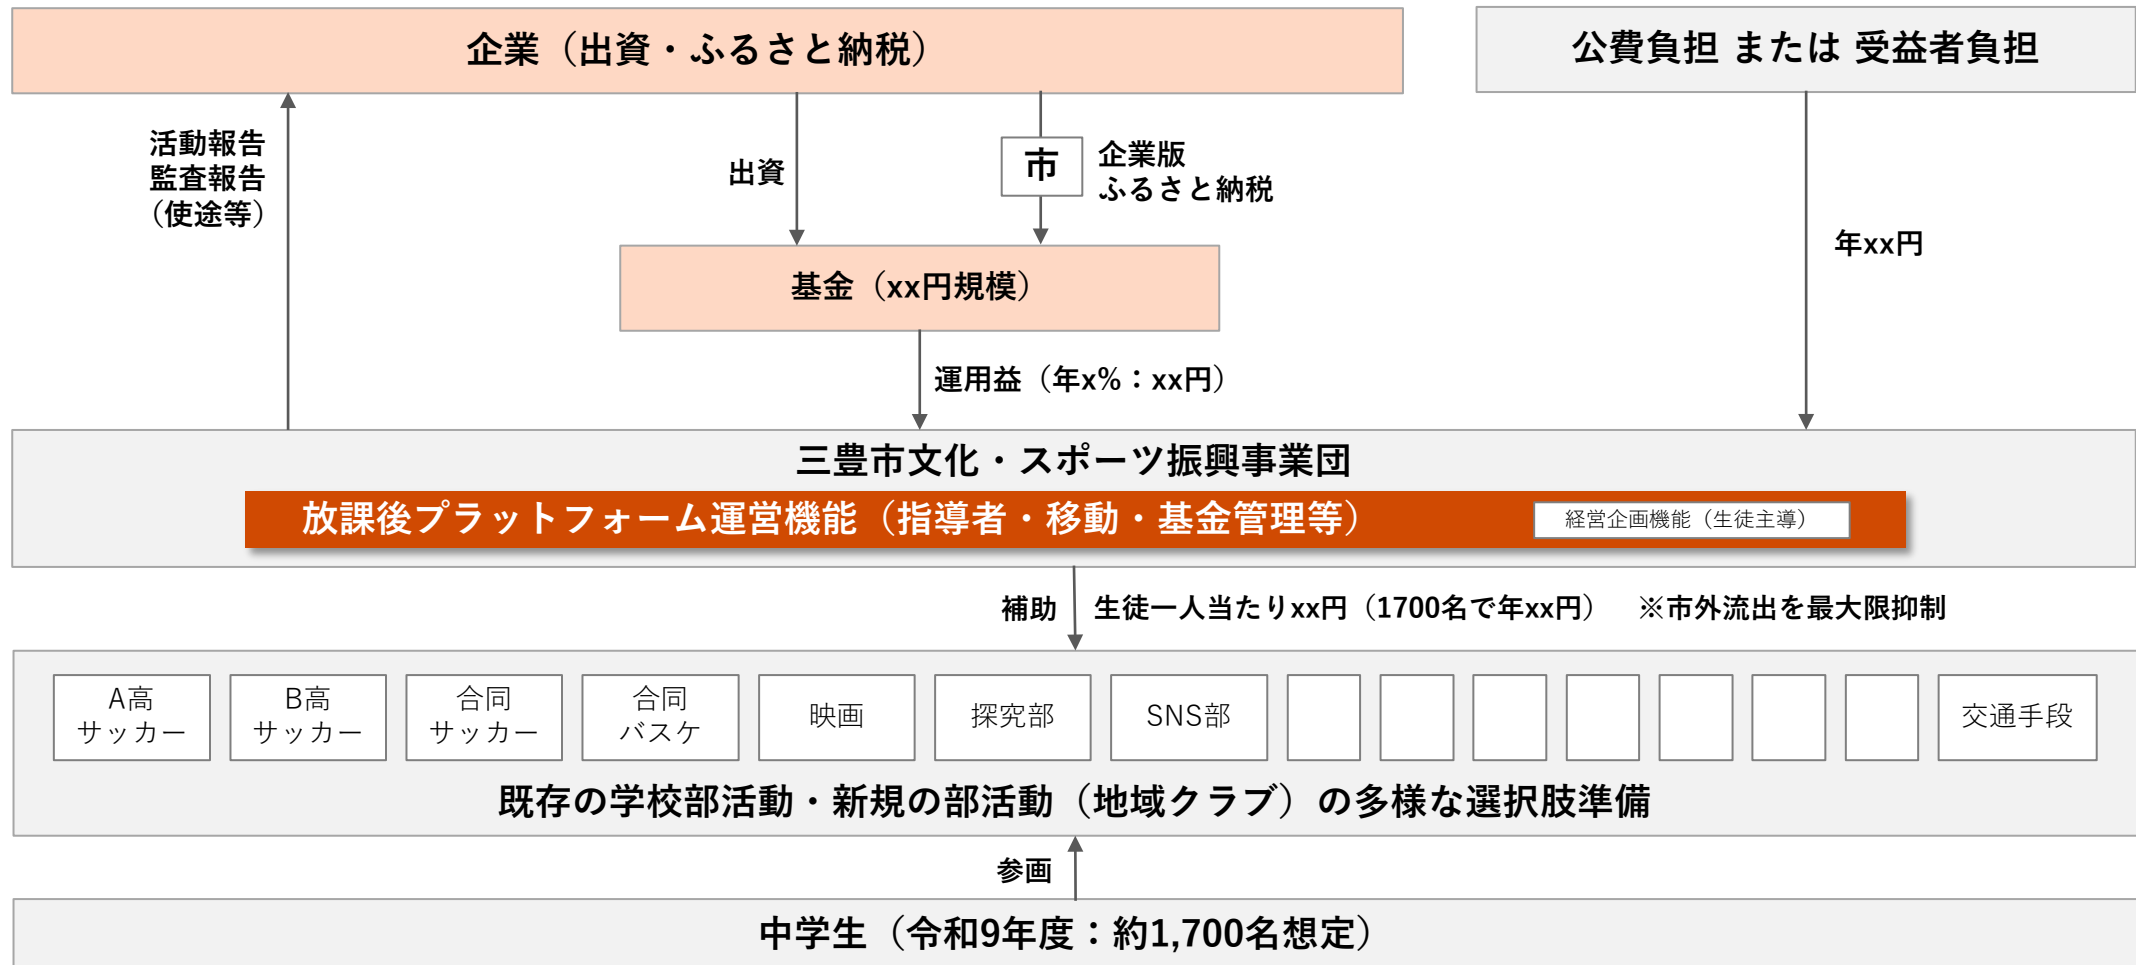 企業（出資・ふるさと納税）
公費負担 または 受益者負担
活動報告
監査報告
（使途等）
出資
市
企業版
ふるさと納税
年xx円
基金（xx円規模）
運用益（年x%：xx円）
三豊市文化・スポーツ振興事業団
放課後プラットフォーム運営機能（指導者・移動・基金管理等）
経営企画機能（生徒主導）
補助
生徒一人当たりxx円（1700名で年xx円）　※市外流出を最大限抑制
A高
サッカー
B高
サッカー
合同
サッカー
合同
バスケ
映画
探究部
SNS部
交通手段
既存の学校部活動・新規の部活動（地域クラブ）の多様な選択肢準備
参画
中学生（令和9年度：約1,700名想定）